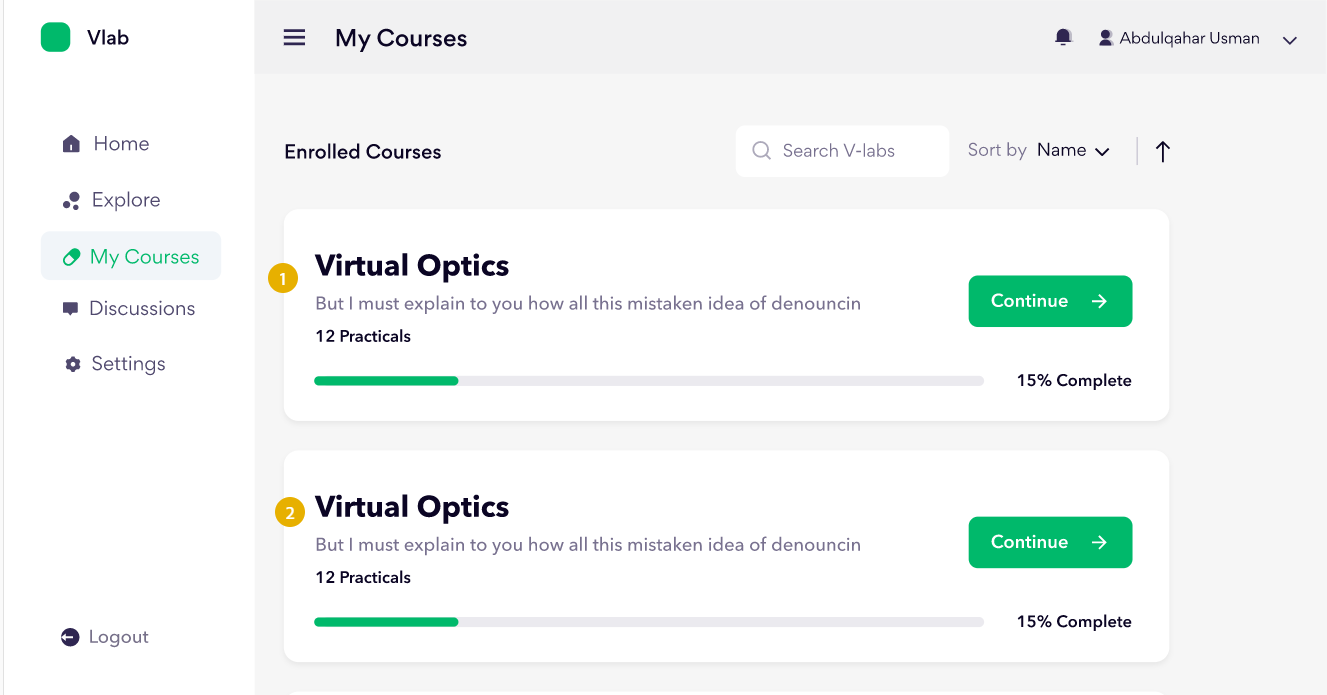 Vlab
My Courses
Abdulqahar Usman
Home
Explore
My Courses
Discussions
Settings
Logout
Enrolled Courses
Search V-labs
Sort by Name
1
Virtual Optics
But I must explain to you how all this mistaken idea of denouncin
12 Practicals
Continue
15% Complete
2
Virtual Optics
But I must explain to you how all this mistaken idea of denouncin
12 Practicals
Continue
15% Complete